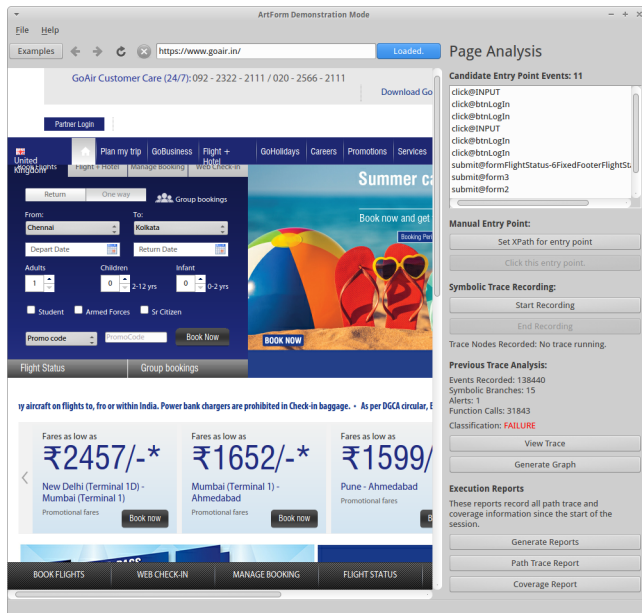 ArtForm Demonstration Mode
File Help
Examples
https://www.goair.in/
Loaded.
GoAir Customer Care (24/7): 092 - 2322 - 2111 / 020 - 2566 - 2111
Download Go
Partner Login
United Kingdom
Plan my trip
GoBusiness
Flight + Hotel
GoHolidays
Careers
Promotions
Services
Flight + Hotel
Manage Booking
Web Check-in
Return
One way
Group bookings
From:
To:
Chennai
Kolkata
Depart Date
Return Date
Adults
Children
Infant
1
0
2-12 yrs
0
0-2 yrs
Student
Armed Forces
Sr Citizen
Promo code
PromoCode
Book Now
Summer ca
Book now and get
Booking Peri
BOOK NOW
Flight Status
Group bookings
ny aircraft on flights to, fro or within India. Power bank chargers are prohibited in Check-in baggage. • As per DGCA circular, E
Fares as low as
₹2457/-*
New Delhi (Terminal 1D) -
Mumbai (Terminal 1)
Promotional fares
Book now
Fares as low as
₹1652/-*
Mumbai (Terminal 1) -
Ahmedabad
Promotional fares
Book now
Fares as low as
₹1599/
Pune - Ahmedabad
Promotional fares
B
BOOK FLIGHTS
WEB CHECK-IN
MANAGE BOOKING
FLIGHT STATUS
Page Analysis
Candidate Entry Point Events: 11
click@INPUT
click@btnLogIn
click@btnLogIn
click@INPUT
click@btnLogIn
click@btnLogIn
submit@formFlightStatus-6FixedFooterFlightSta
submit@form3
submit@form2
Manual Entry Point:
Set XPath for entry point
Click this entry point.
Symbolic Trace Recording:
Start Recording
End Recording
Trace Nodes Recorded: No trace running.
Previous Trace Analysis:
Events Recorded: 138440
Symbolic Branches: 15
Alerts: 1
Function Calls: 31843
Classification: FAILURE
View Trace
Generate Graph
Execution Reports
These reports record all path trace and
coverage information since the start of the
session.
Generate Reports
Path Trace Report
Coverage Report